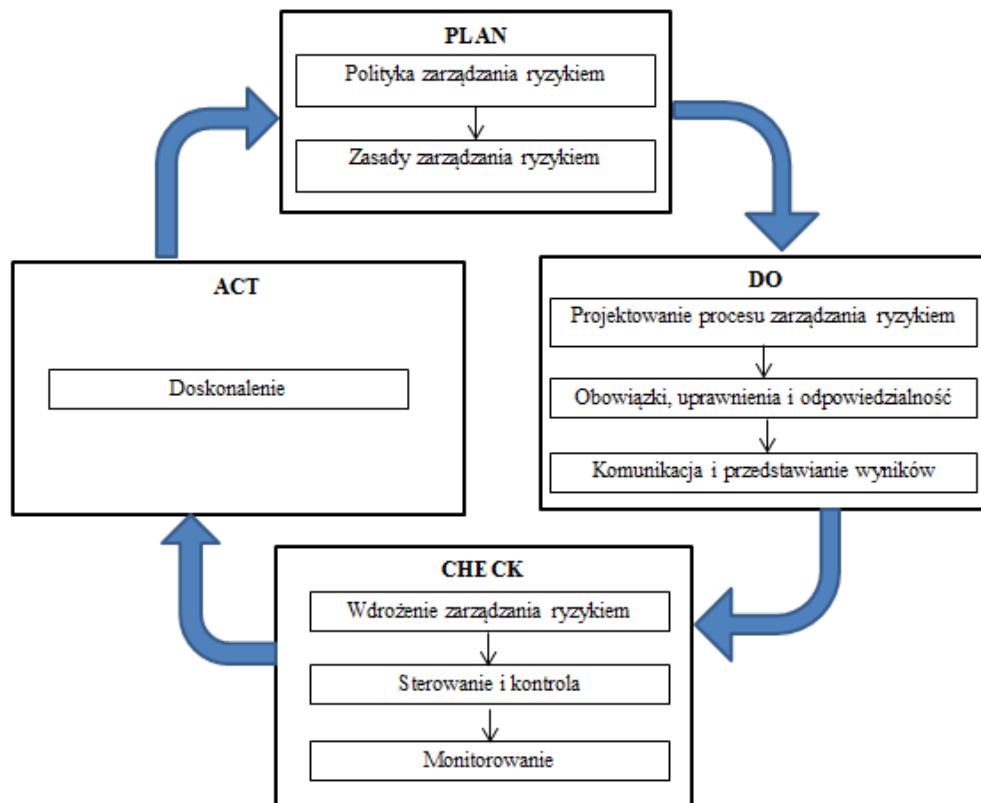 PLAN
Polityka zarządzania ryzykiem
Zasady zarządzania ryzykiem
DO
Projektowanie procesu zarządzania ryzykiem
Obowiązki, uprawnienia i odpowiedzialność
Komunikacja i przedstawianie wyników
CHECK
Wdrożenie zarządzania ryzykiem
Sterowanie i kontrola
Monitorowanie
ACT
Doskonalenie